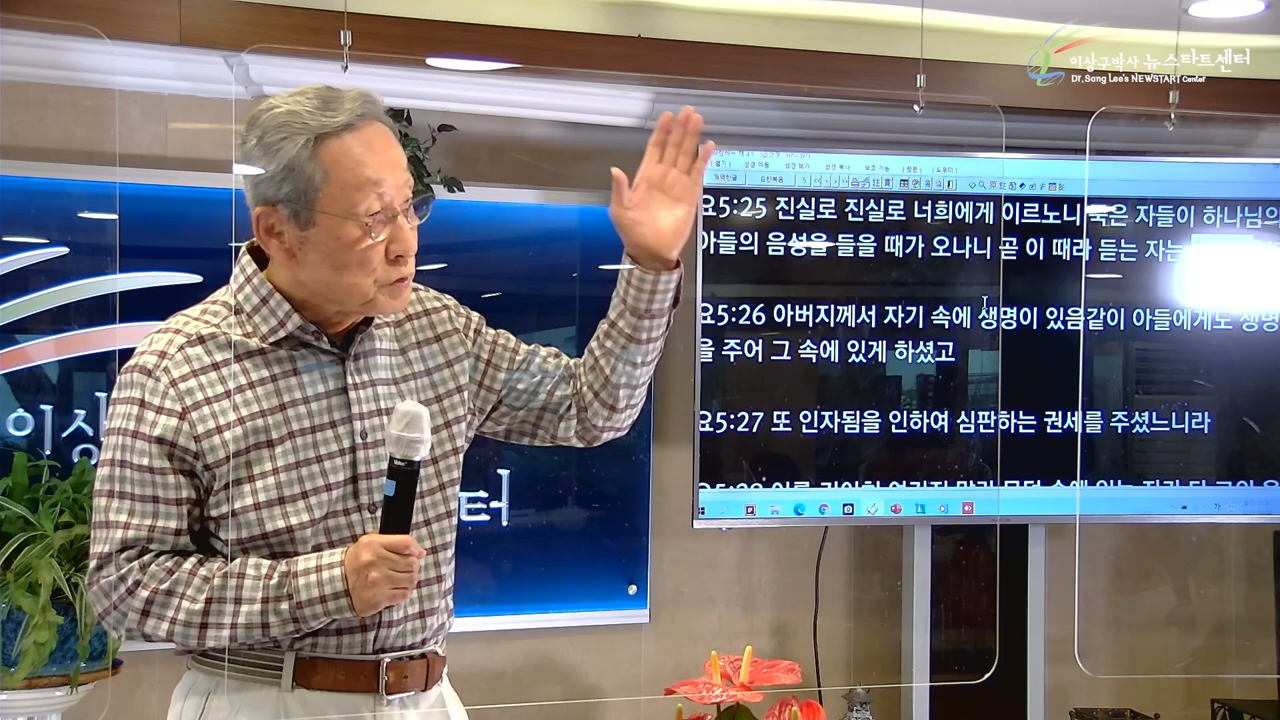 이상구박사 뉴스타트센터
Dr.Sang Lee's NEWSTART Center
요5:25 진실로 진실로 너희에게 이르노니 죽은 자들이 하나님의
아들의 음성을 들을 때가 오나니 곧 이 때라 듣는 자는
요5:26 아버지께서 자기 속에 생명이 있음같이 아들에게도 생명
을 주어 그 속에 있게 하셨고
요5:27 또 인자됨을 인하여 심판하는 권세를 주셨느니라
이상
터